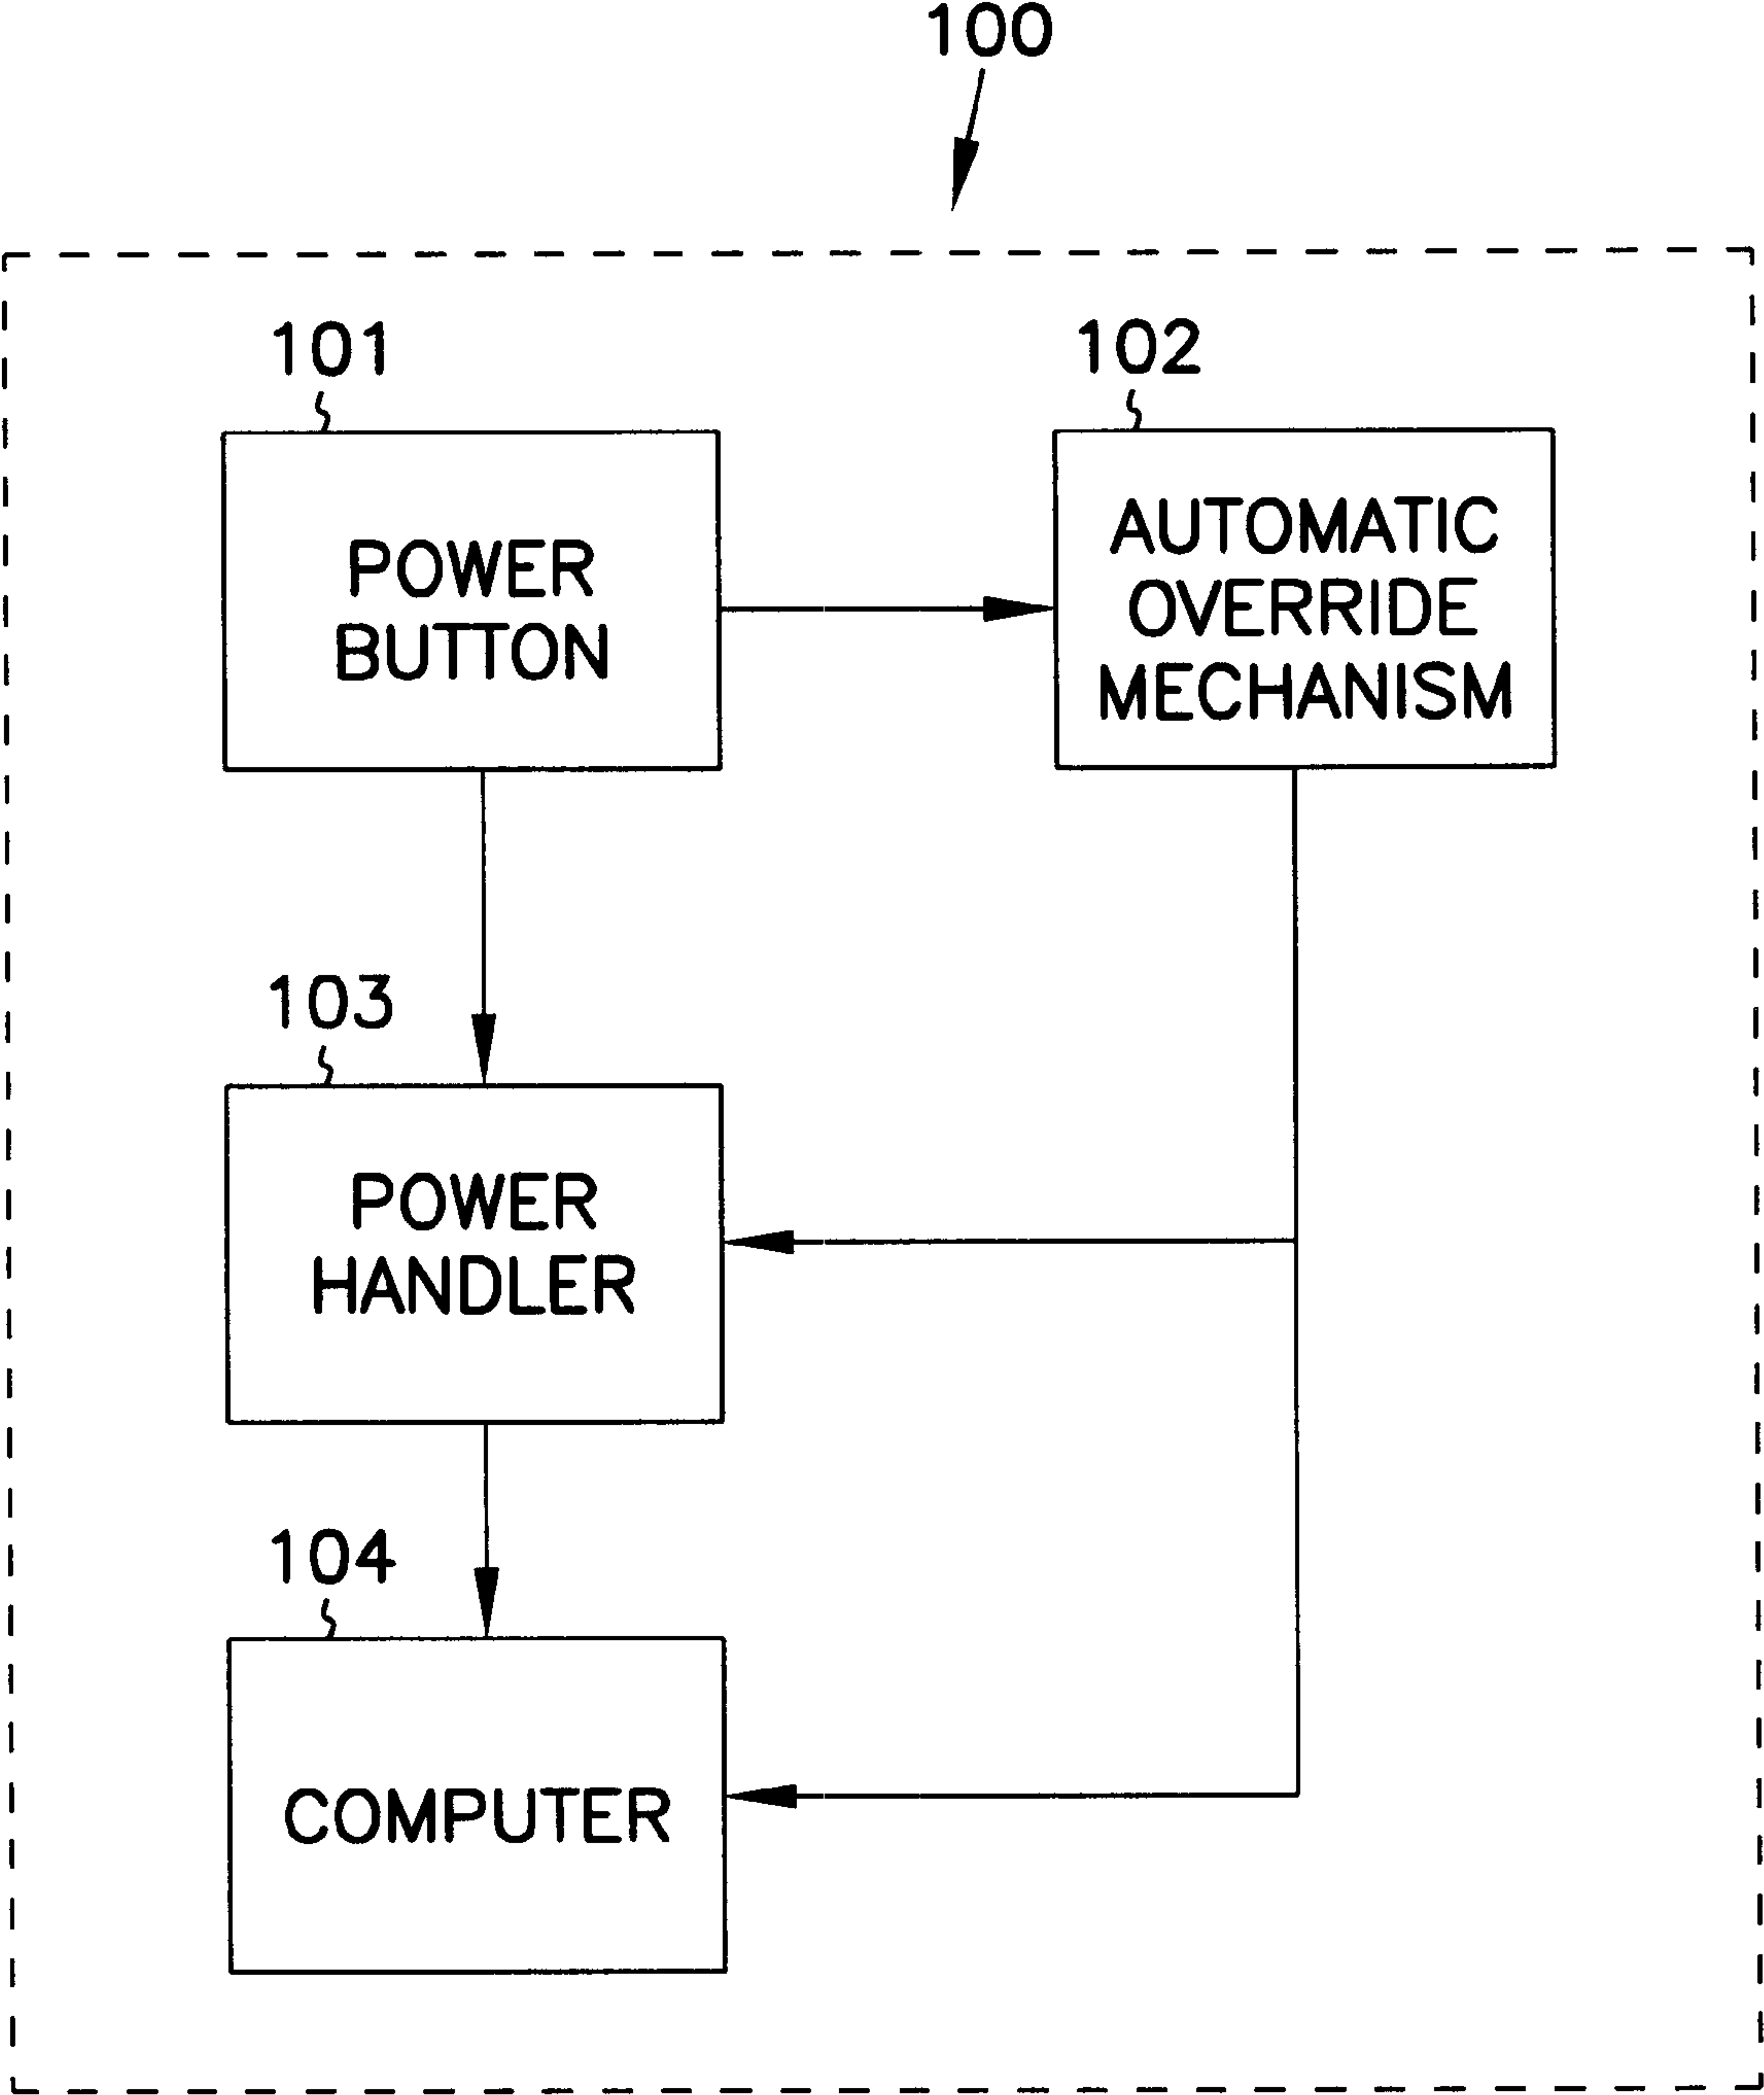 100
101
102
POWER
BUTTON
AUTOMATIC
OVERRIDE
MECHANISM
103
POWER
HANDLER
104
COMPUTER